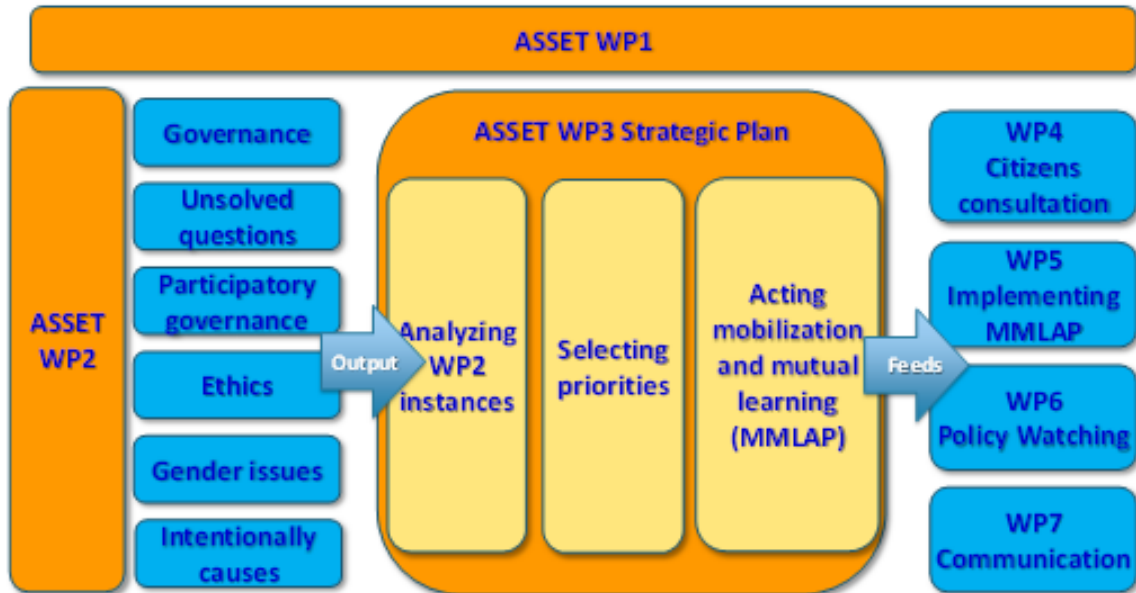 ASSET WP1
ASSET
WP2
Governance
Unsolved
questions
Participatory
governance
Ethics
Gender issues
Intentionally
causes
Output
ASSET WP3 Strategic Plan
Analyzing
WP2
instances
Selecting
priorities
Acting
mobilization
and mutual
learning
(MMLAP)
Feeds
WP4
Citizens
consultation
WP5
Implementing
MMLAP
WP6
Policy Watching
WP7
Communication